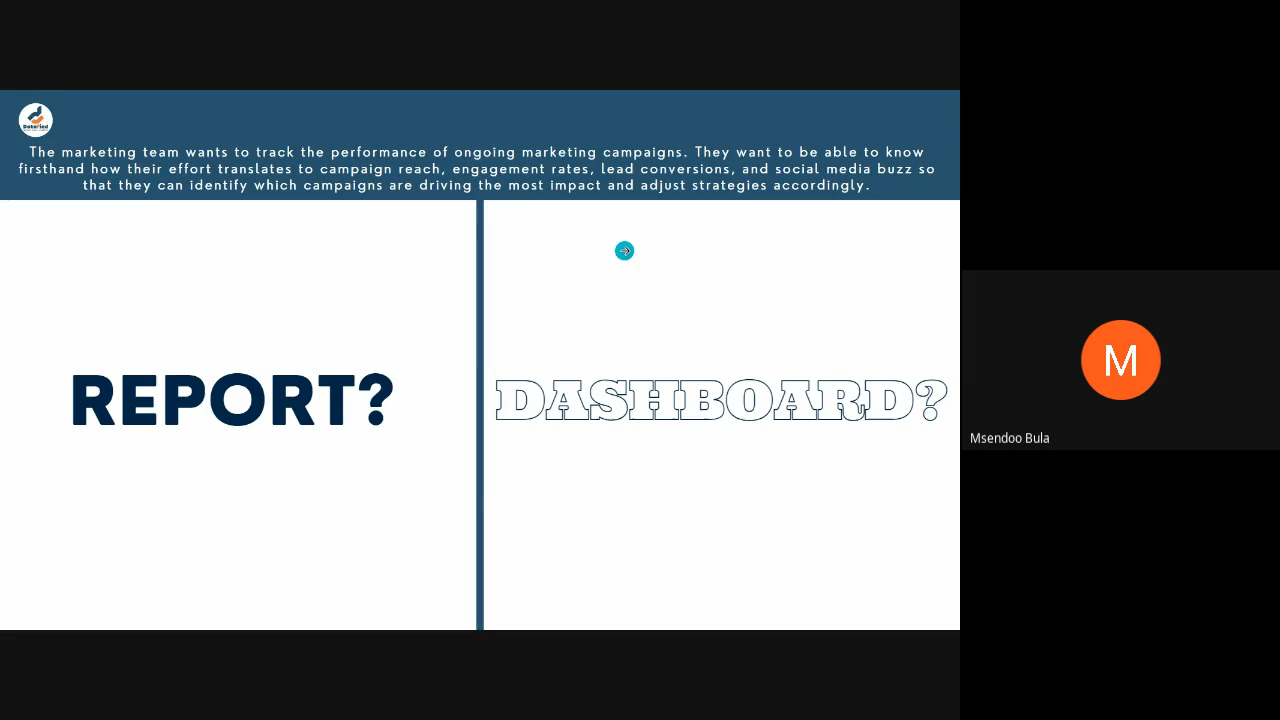 Datafied
The marketing team wants to track the performance of ongoing marketing campaigns. They want to be able to know
firsthand how their effort translates to campaign reach, engagement rates, lead conversions, and social media buzz so
that they can identify which campaigns are driving the most impact and adjust strategies accordingly.
REPORT?
DASHBOARD?
M
Msendoo Bula